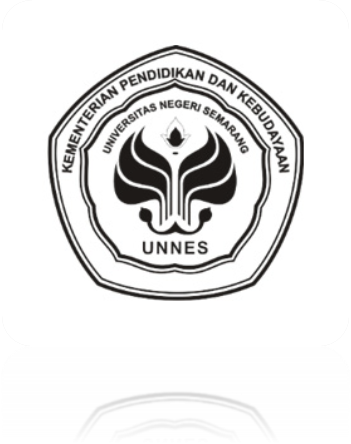 KEMENTERIAN PENDIDIKAN DAN KEBUDAYAAN
UNIVERSITAS NEGERI SEMARANG
UNNES